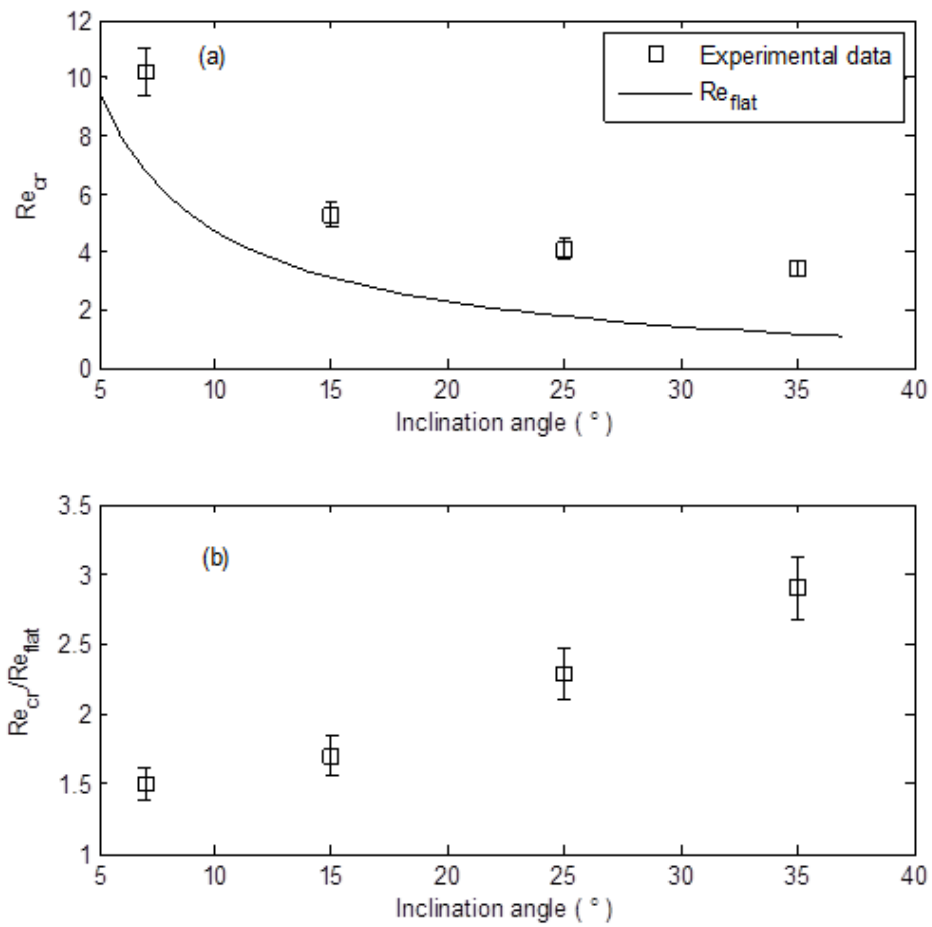 12
10
8
6
4
2
0
Re_cr
(a)
Experimental data
Re_flat
5 10 15 20 25 30 35 40
Inclination angle ( ° )
3.5
3
2.5
2
1.5
1
Re_cr/Re_flat
(b)
5 10 15 20 25 30 35 40
Inclination angle ( ° )